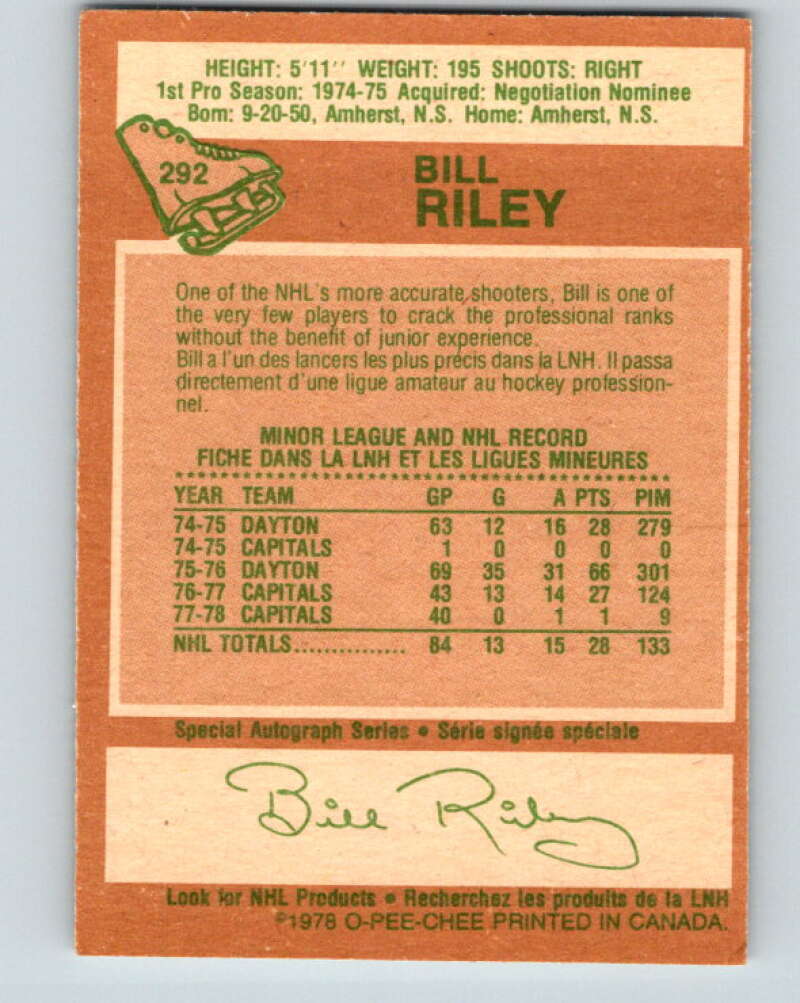 HEIGHT: 5'11'' WEIGHT: 195 SHOOTS: RIGHT
1st Pro Season: 1974-75 Acquired: Negotiation Nominee
Born: 9-20-50, Amherst, N.S. Home: Amherst, N.S.
292
BILL
RILEY
One of the NHL's more accurate shooters, Bill is one of
the very few players to crack the professional ranks
without the benefit of junior experience.
Bill a l'un des lancers les plus précis dans la LNH. Il passa
directement d'une ligue amateur au hockey profession-
nel.
MINOR LEAGUE AND NHL RECORD
FICHE DANS LA LNH ET LES LIGUES MINEURES
YEAR TEAM GP G A PTS PIM
74-75 DAYTON 63 12 16 28 279
74-75 CAPITALS 1 0 0 0 0
75-76 DAYTON 69 35 31 66 301
76-77 CAPITALS 43 13 14 27 124
77-78 CAPITALS 40 0 1 1 9
NHL TOTALS............... 84 13 15 28 133
Special Autograph Series • Série signée spéciale
Bill Riley
Look for NHL Products • Recherchez les produits de la LNH
©1978 O-PEE-CHEE PRINTED IN CANADA.